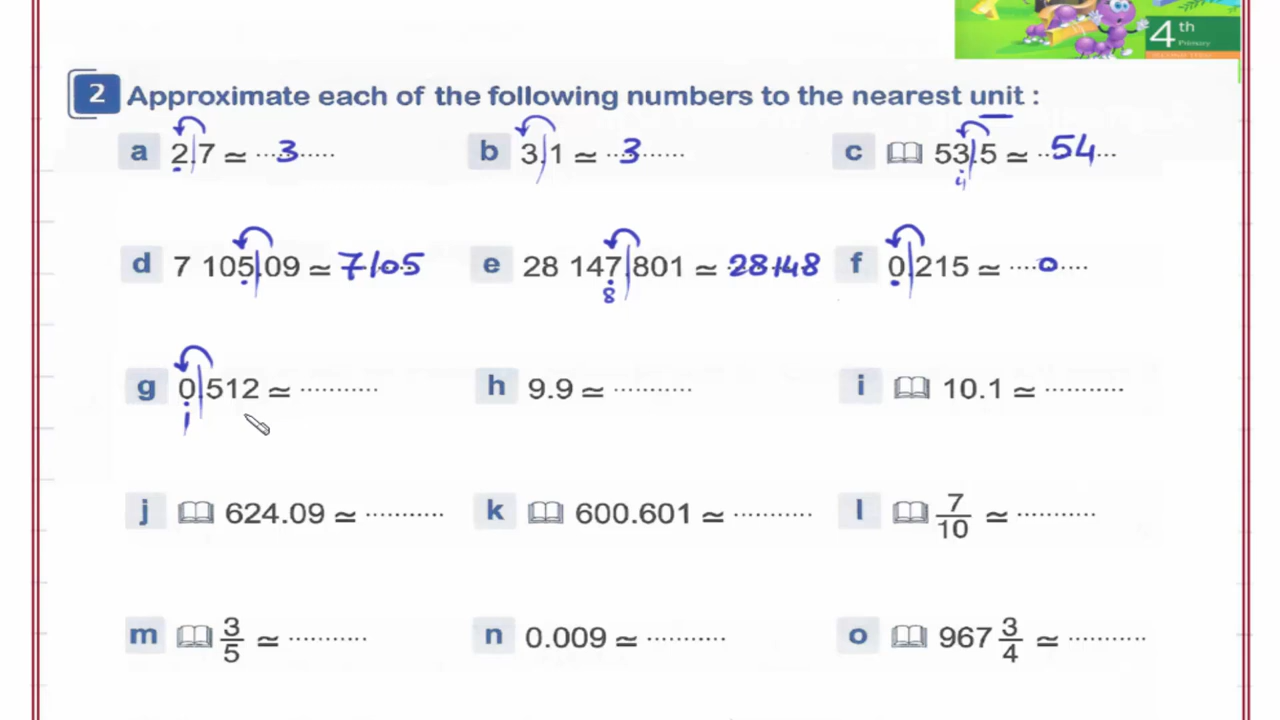 4th
Primary
2 Approximate each of the following numbers to the nearest unit :
a 2.7 ≃ ...3...... b 3.1 ≃ ...3...... c 53.5 ≃ ...54...
4
d 7 105.09 ≃ 7105 e 28 147.801 ≃ 28148 f 0.215 ≃ ....0....
8
g 0.512 ≃ .......... h 9.9 ≃ .......... i 10.1 ≃ ..........
1
j 624.09 ≃ .......... k 600.601 ≃ .......... l 7/10 ≃ ..........
m 3/5 ≃ .......... n 0.009 ≃ .......... o 967 3/4 ≃ ..........